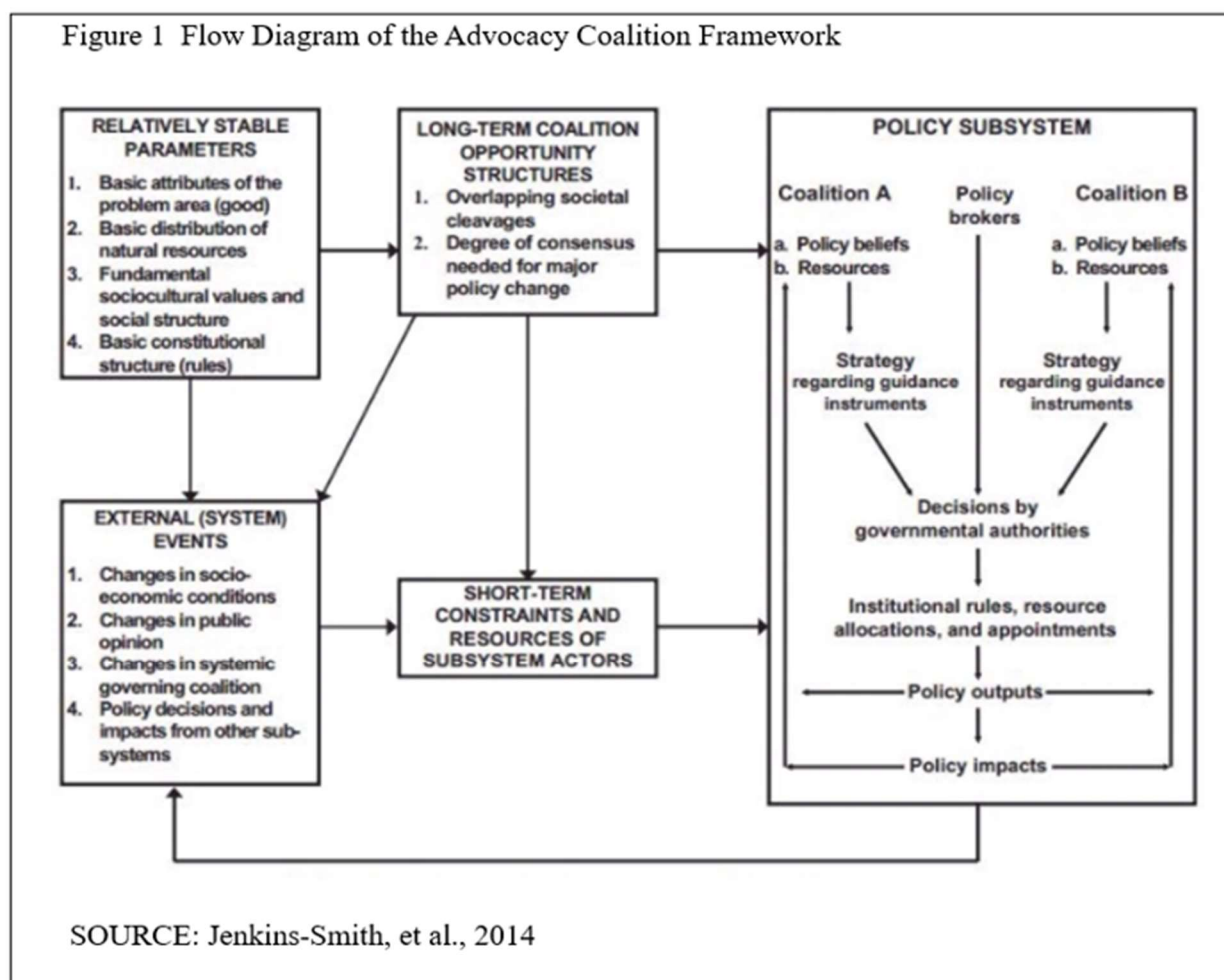 Figure 1 Flow Diagram of the Advocacy Coalition Framework
RELATIVELY STABLE
PARAMETERS
1. Basic attributes of the
problem area (good)
2. Basic distribution of
natural resources
3. Fundamental
sociocultural values and
social structure
4. Basic constitutional
structure (rules)
LONG-TERM COALITION
OPPORTUNITY
STRUCTURES
1. Overlapping societal
cleavages
2. Degree of consensus
needed for major
policy change
EXTERNAL (SYSTEM)
EVENTS
1. Changes in socio-
economic conditions
2. Changes in public
opinion
3. Changes in systemic
governing coalition
4. Policy decisions and
impacts from other sub-
systems
SHORT-TERM
CONSTRAINTS AND
RESOURCES OF
SUBSYSTEM ACTORS
POLICY SUBSYSTEM
Coalition A
a. Policy beliefs
b. Resources
Strategy
regarding guidance
instruments
Policy
brokers
Coalition B
a. Policy beliefs
b. Resources
Strategy
regarding guidance
instruments
Decisions by
governmental authorities
Institutional rules, resource
allocations, and appointments
Policy outputs
Policy impacts
SOURCE: Jenkins-Smith, et al., 2014